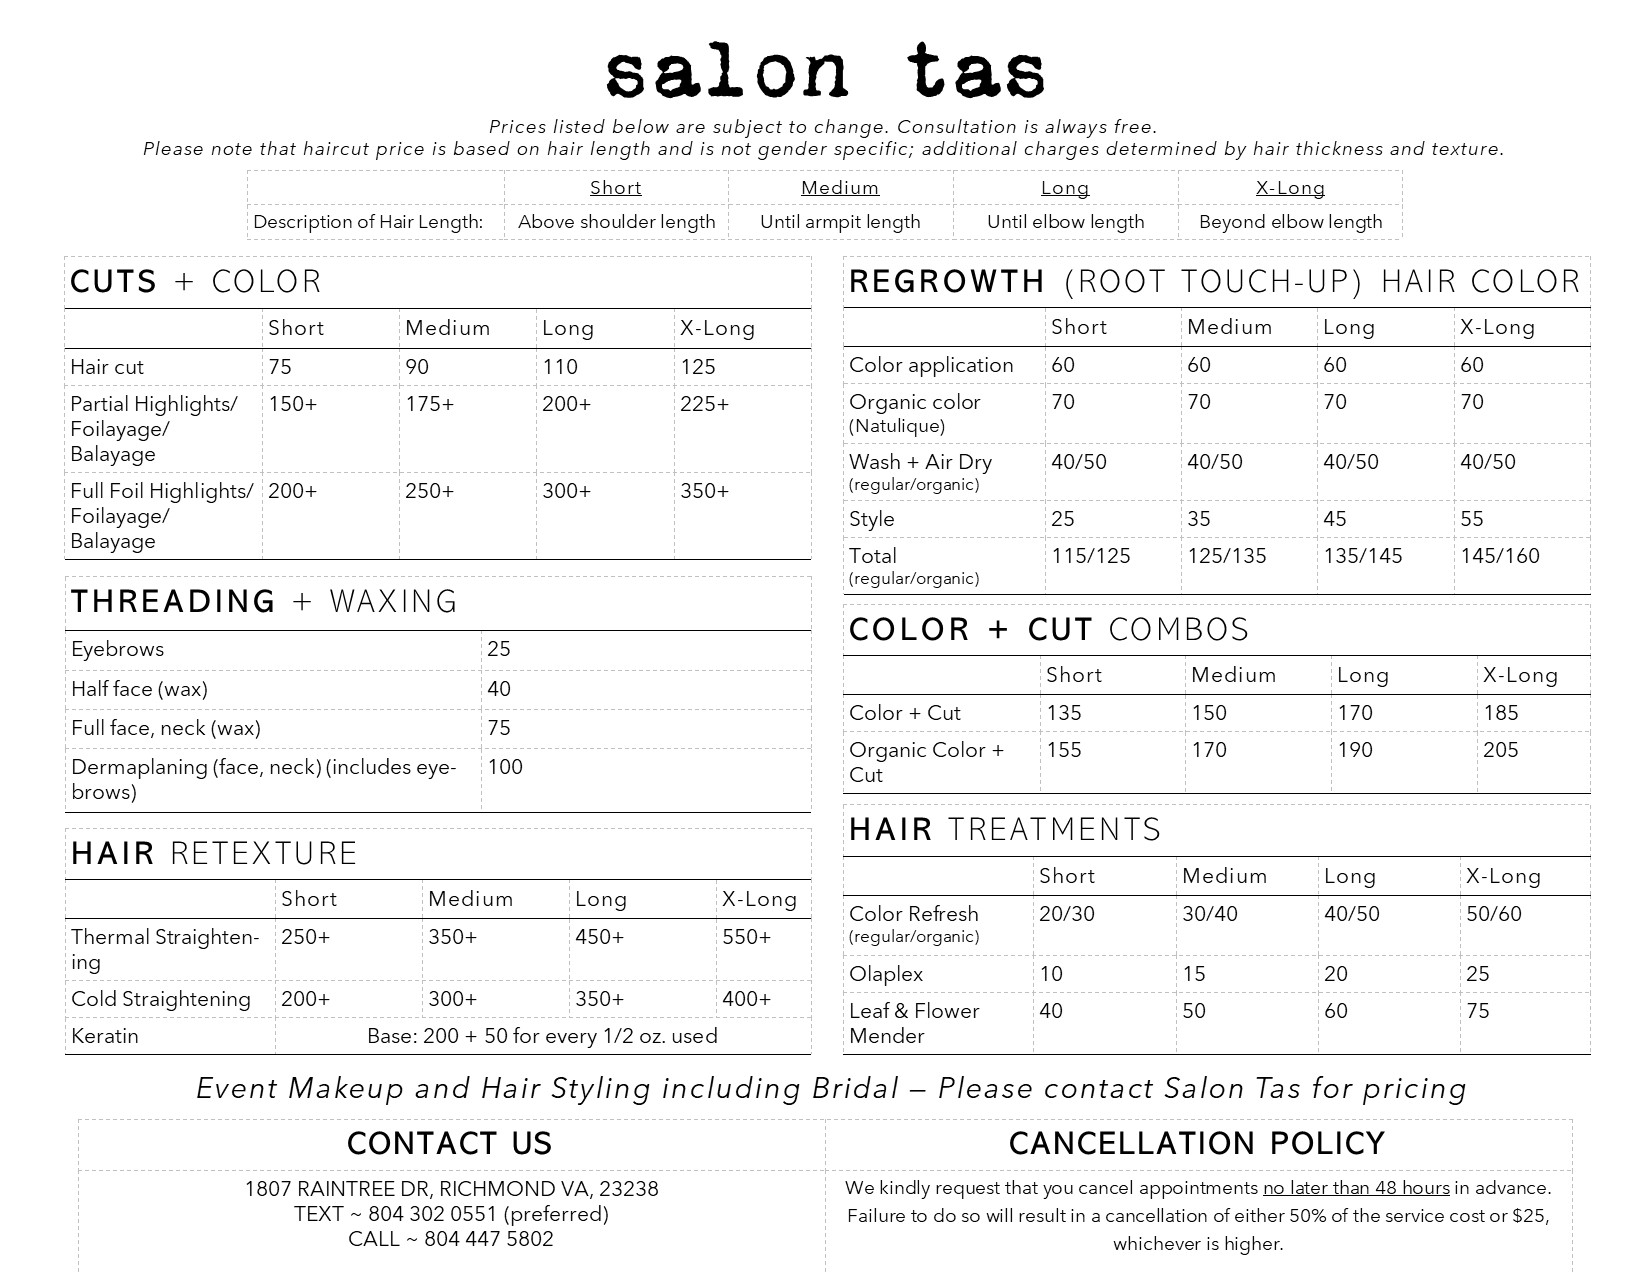 salon tas
Prices listed below are subject to change. Consultation is always free.
Please note that haircut price is based on hair length and is not gender specific; additional charges determined by hair thickness and texture.
Short Medium Long X-Long
Description of Hair Length: Above shoulder length Until armpit length Until elbow length Beyond elbow length
CUTS + COLOR
Short Medium Long X-Long
Hair cut 75 90 110 125
Partial Highlights/ 150+ 175+ 200+ 225+
Foilayage/
Balayage
Full Foil Highlights/ 200+ 250+ 300+ 350+
Foilayage/
Balayage
THREADING + WAXING
Eyebrows 25
Half face (wax) 40
Full face, neck (wax) 75
Dermaplaning (face, neck) (includes eye- 100
brows)
HAIR RETEXTURE
Short Medium Long X-Long
Thermal Straighten- 250+ 350+ 450+ 550+
ing
Cold Straightening 200+ 300+ 350+ 400+
Keratin Base: 200 + 50 for every 1/2 oz. used
REGROWTH (ROOT TOUCH-UP) HAIR COLOR
Short Medium Long X-Long
Color application 60 60 60 60
Organic color 70 70 70 70
(Natulique)
Wash + Air Dry 40/50 40/50 40/50 40/50
(regular/organic)
Style 25 35 45 55
Total 115/125 125/135 135/145 145/160
(regular/organic)
COLOR + CUT COMBOS
Short Medium Long X-Long
Color + Cut 135 150 170 185
Organic Color + 155 170 190 205
Cut
HAIR TREATMENTS
Short Medium Long X-Long
Color Refresh 20/30 30/40 40/50 50/60
(regular/organic)
Olaplex 10 15 20 25
Leaf & Flower 40 50 60 75
Mender
Event Makeup and Hair Styling including Bridal – Please contact Salon Tas for pricing
CONTACT US
1807 RAINTREE DR, RICHMOND VA, 23238
TEXT ~ 804 302 0551 (preferred)
CALL ~ 804 447 5802
CANCELLATION POLICY
We kindly request that you cancel appointments no later than 48 hours in advance.
Failure to do so will result in a cancellation of either 50% of the service cost or $25,
whichever is higher.